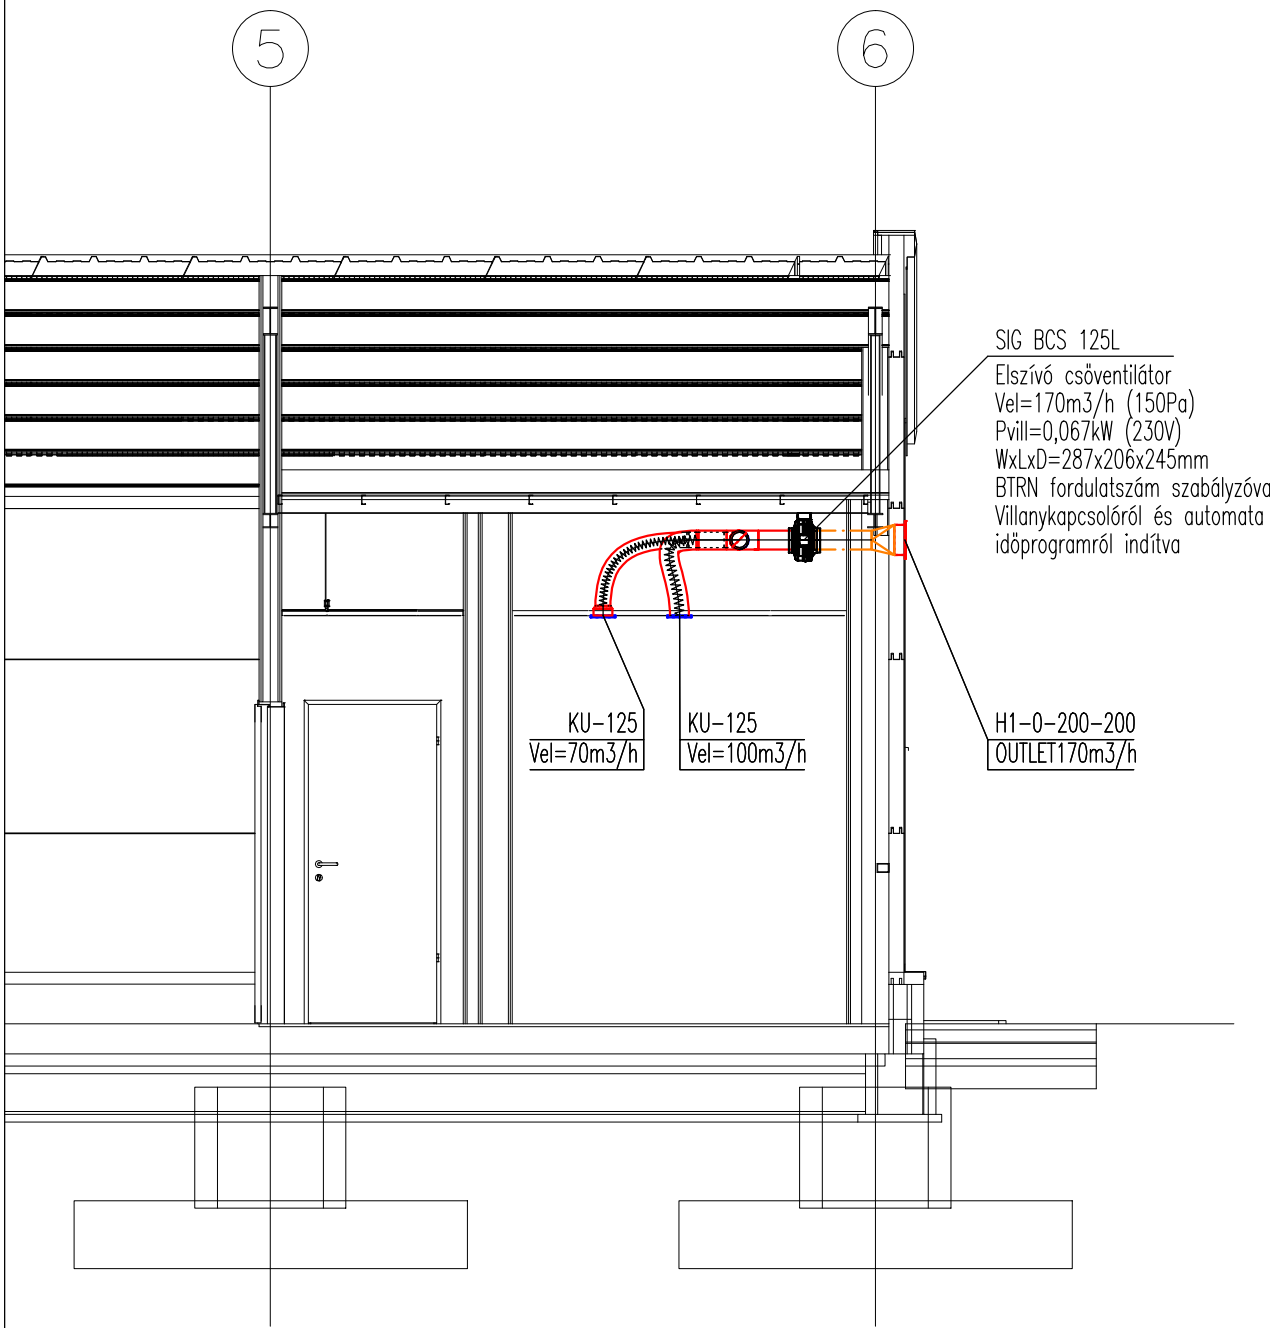 5
6
SIG BCS 125L
Elszívó csőventilátor
Vel=170m3/h (150Pa)
Pvill=0,067kW (230V)
WxLxD=287x206x245mm
BTRN fordulatszám szabályzóva
Villanykapcsolóról és automata
időprogramról indítva
KU-125
Vel=70m3/h
KU-125
Vel=100m3/h
H1-0-200-200
OUTLET170m3/h